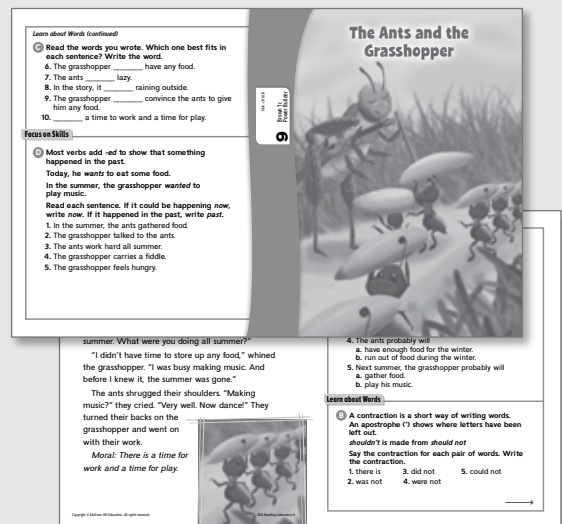 Learn about Words (continued)
C Read the words you wrote. Which one best fits in
each sentence? Write the word.
6. The grasshopper _______ have any food.
7. The ants _______ lazy.
8. In the story, it _______ raining outside.
9. The grasshopper _______ convince the ants to give
him any food.
10. _______ a time to work and a time for play.
Focus on Skills
D Most verbs add -ed to show that something
happened in the past.
Today, he wants to eat some food.
In the summer, the grasshopper wanted to
play music.
Read each sentence. If it could be happening now,
write now. If it happened in the past, write past.
1. In the summer, the ants gathered food.
2. The grasshopper talked to the ants.
3. The ants work hard all summer.
4. The grasshopper carries a fiddle.
5. The grasshopper feels hungry.
9
Power Builder
The Ants and the
Grasshopper
summer. What were you doing all summer?"
"I didn't have time to store up any food," whined
the grasshopper. "I was busy making music. And
before I knew it, the summer was gone."
The ants shrugged their shoulders. "Making
music?" they cried. "Very well. Now dance!" They
turned their backs on the
grasshopper and went on
with their work.
Moral: There is a time for
work and a time for play.
Copyright © McGraw-Hill Education. All rights reserved.
4. The ants probably will
a. have enough food for the winter.
b. run out of food during the winter.
5. Next summer, the grasshopper probably will
a. gather food.
b. play his music.
Learn about Words
B A contraction is a short way of writing words.
An apostrophe (') shows where letters have been
left out.
shouldn't is made from should not
Say the contraction for each pair of words. Write
the contraction.
1. there is 3. did not 5. could not
2. was not 4. were not